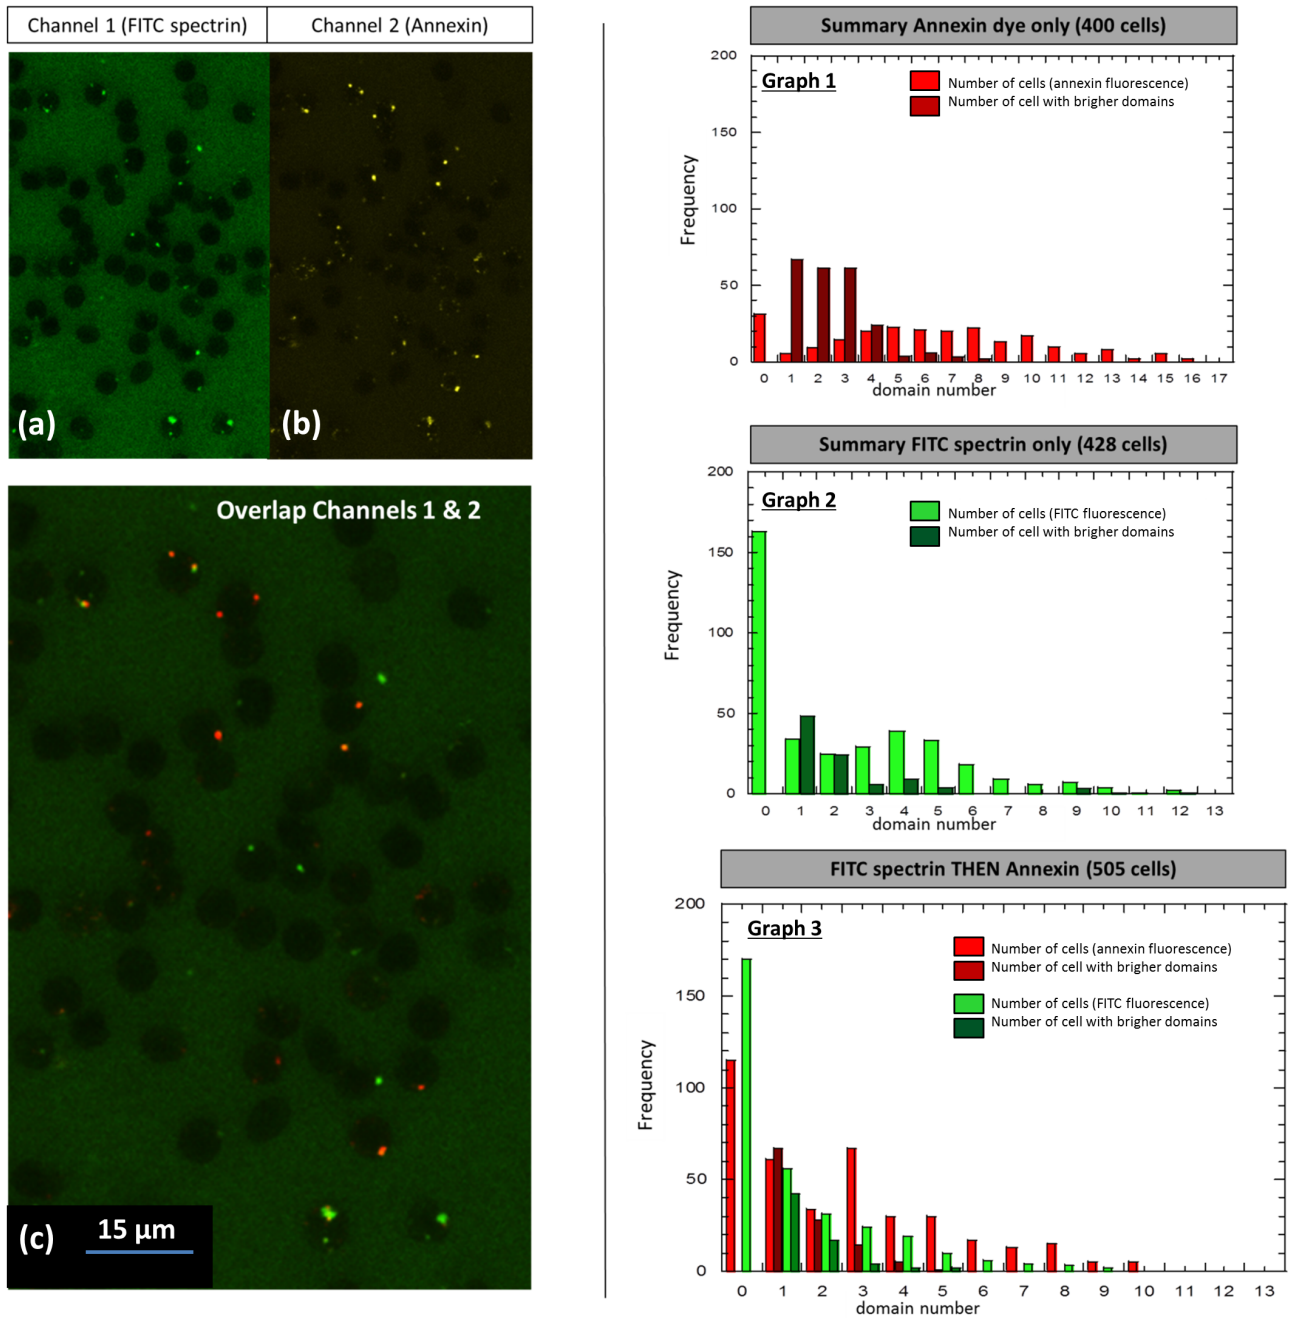 Channel 1 (FITC spectrin)
Channel 2 (Annexin)
(a)
(b)
Overlap Channels 1 & 2
(c)
15 µm
Summary Annexin dye only (400 cells)
Graph 1
Number of cells (annexin fluorescence)
Number of cell with brigher domains
Frequency
200
150
100
50
0
0 1 2 3 4 5 6 7 8 9 10 11 12 13 14 15 16 17
domain number
Summary FITC spectrin only (428 cells)
Graph 2
Number of cells (FITC fluorescence)
Number of cell with brigher domains
Frequency
200
150
100
50
0
0 1 2 3 4 5 6 7 8 9 10 11 12 13
domain number
FITC spectrin THEN Annexin (505 cells)
Graph 3
Number of cells (annexin fluorescence)
Number of cell with brigher domains
Number of cells (FITC fluorescence)
Number of cell with brigher domains
Frequency
200
150
100
50
0
0 1 2 3 4 5 6 7 8 9 10 11 12 13
domain number